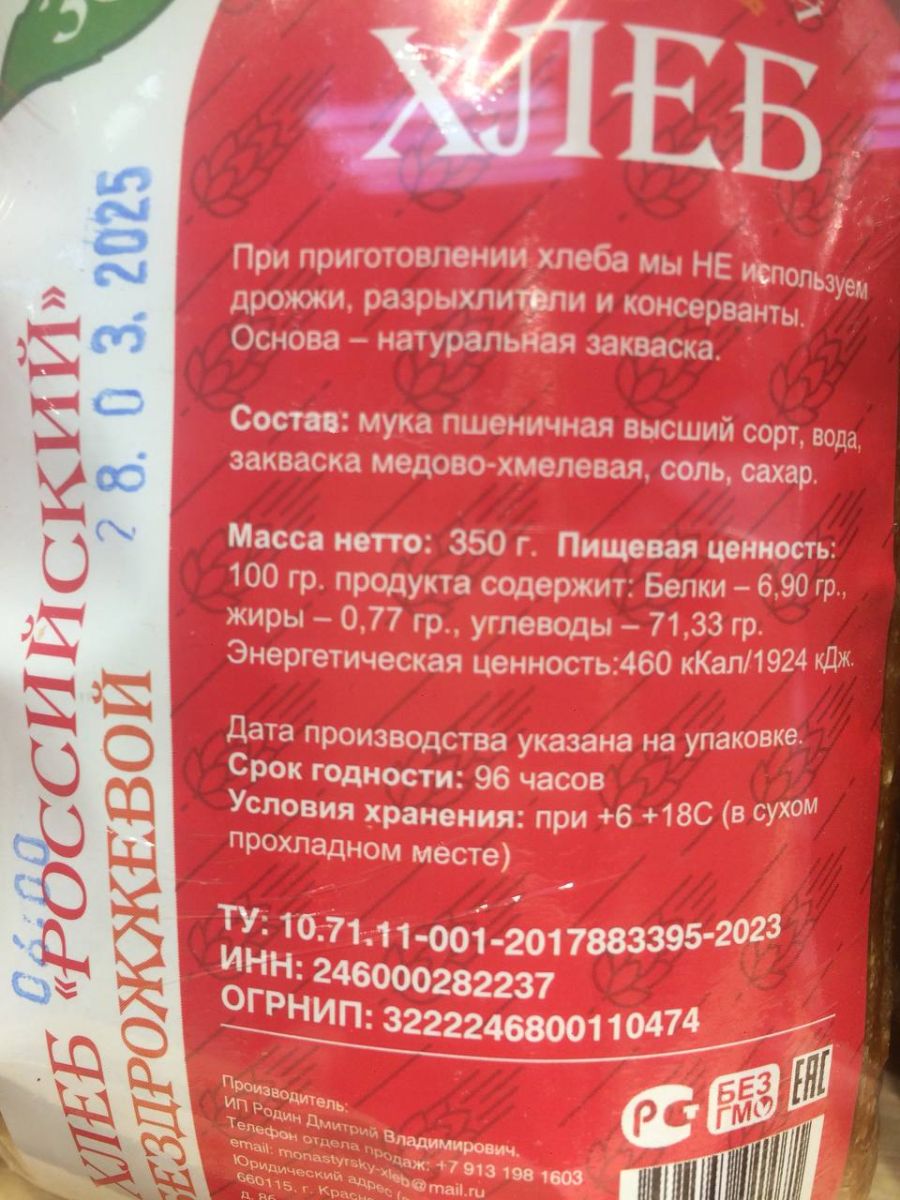 ХЛЕБ
При приготовлении хлеба мы НЕ используем
дрожжи, разрыхлители и консерванты.
Основа – натуральная закваска.
Состав: мука пшеничная высший сорт, вода,
закваска медово-хмелевая, соль, сахар.
Масса нетто: 350 г. Пищевая ценность:
100 гр. продукта содержит: Белки – 6,90 гр.,
жиры – 0,77 гр., углеводы – 71,33 гр.
Энергетическая ценность:460 кКал/1924 кДж.
Дата производства указана на упаковке.
Срок годности: 96 часов
Условия хранения: при +6 +18С (в сухом
прохладном месте)
ТУ: 10.71.11-001-2017883395-2023
ИНН: 246000282237
ОГРНИП: 3222246800110474
Производитель:
ИП Родин Дмитрий Владимирович.
Телефон отдела продаж: +7 913 198 1603
email: monastyrsky-xleb@mail.ru
Юридический адрес
660115. г.
д. 86
РСТ
БЕЗ
ГМО
ЕАС
ХЛЕБ «РОССИЙСКИЙ»
БЕЗДРОЖЖЕВОЙ
28.03.2025
06:00